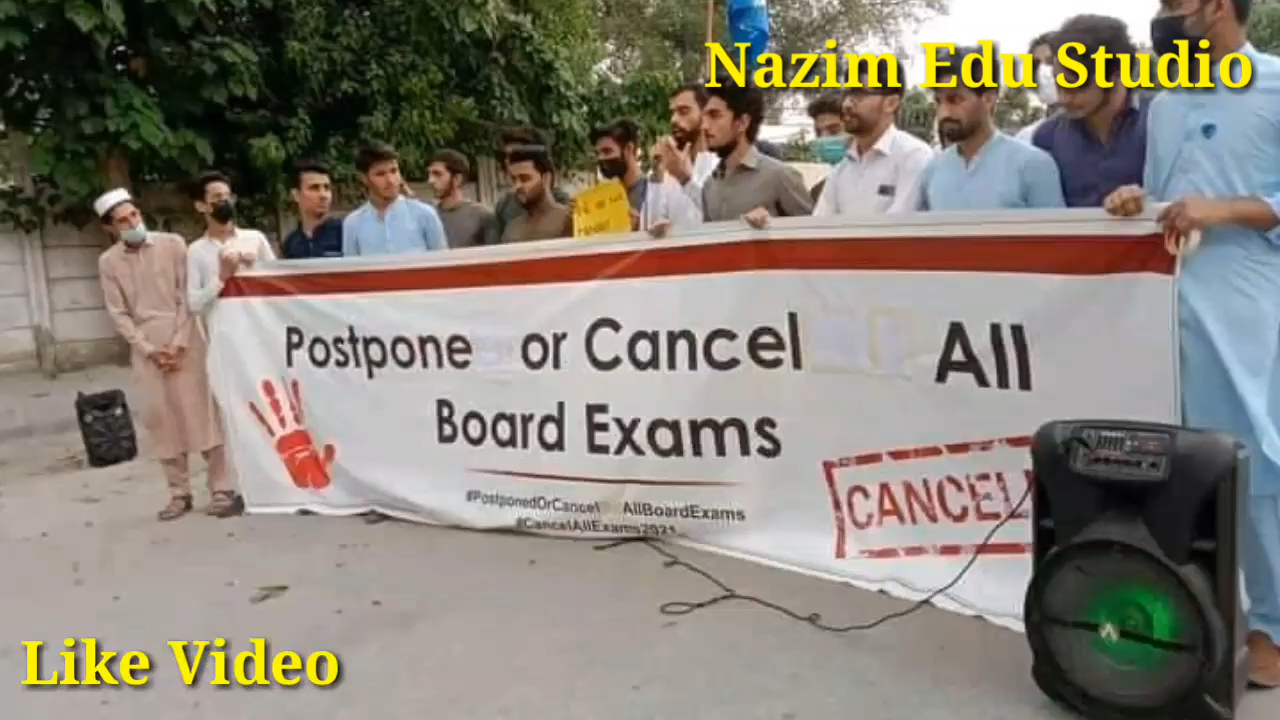 Nazim Edu Studio
Postpone or Cancel All
Board Exams
#PostponedOrCancel AllBoardExams
#CancelAllExams2021
CANCEL
Like Video